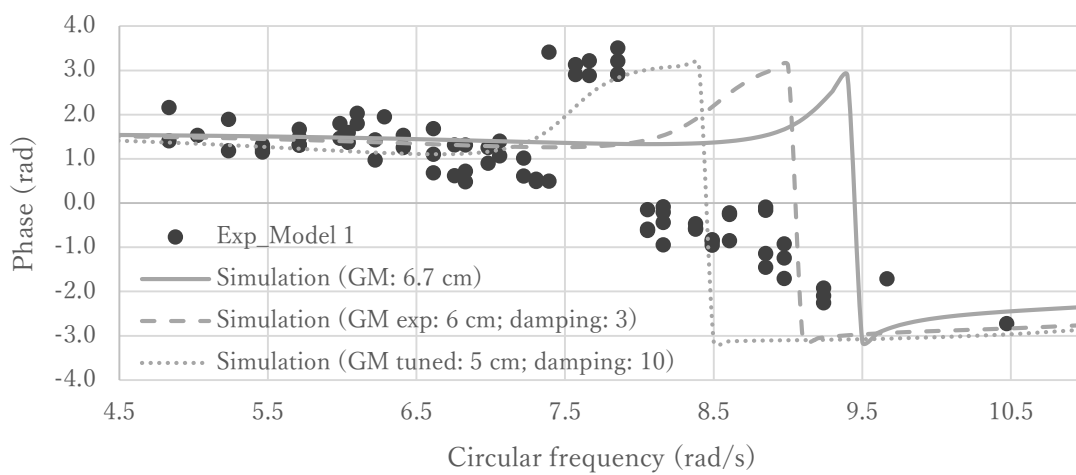 4.0
3.0
2.0
1.0
0.0
-1.0
-2.0
-3.0
-4.0
Phase (rad)
Exp_Model 1
Simulation (GM: 6.7 cm)
Simulation (GM exp: 6 cm; damping: 3)
Simulation (GM tuned: 5 cm; damping: 10)
4.5 5.5 6.5 7.5 8.5 9.5 10.5
Circular frequency (rad/s)